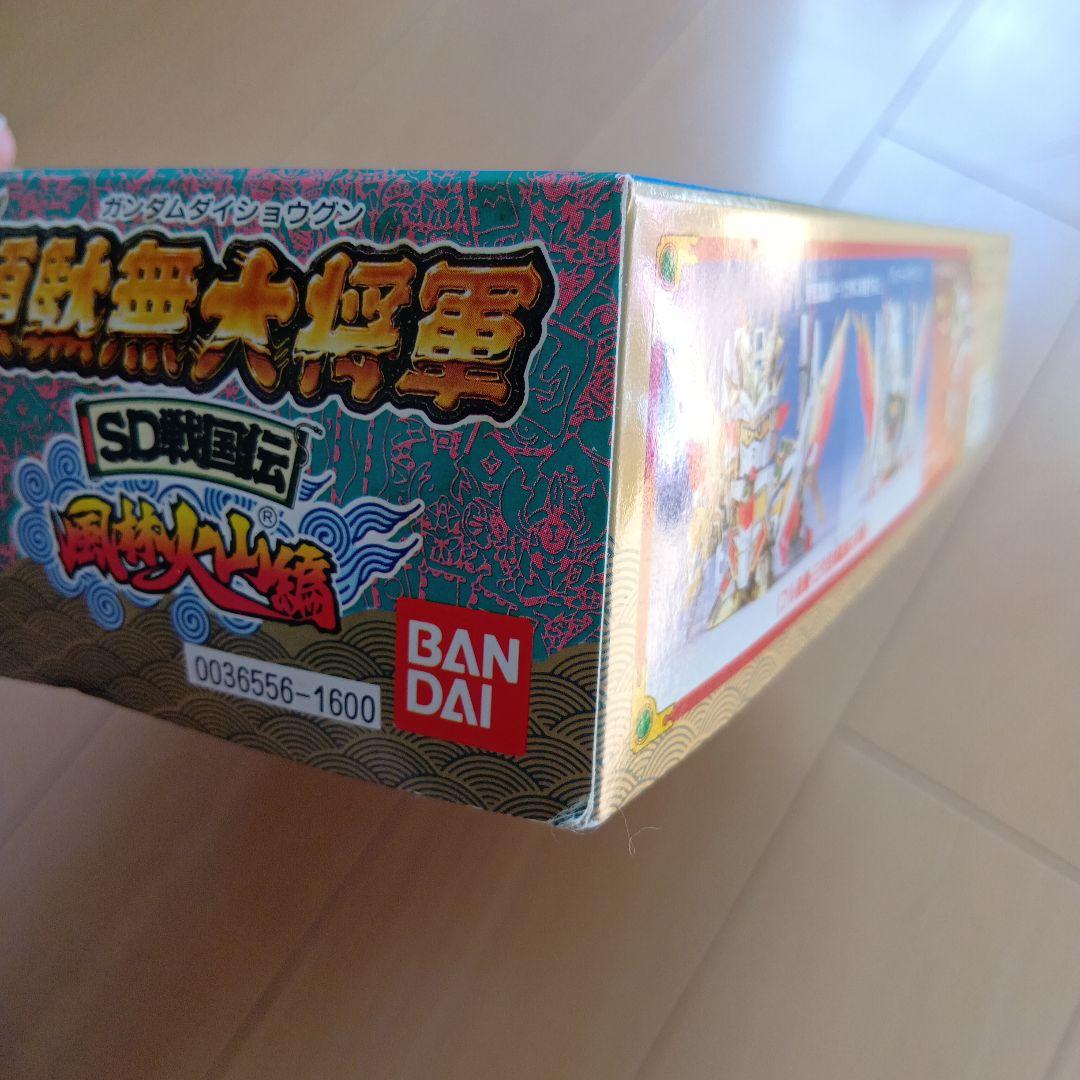 ガンダムダイショウグン
頑駄無大将軍
SD戦国伝
風林火山編®
0036556-1600
BAN
DAI